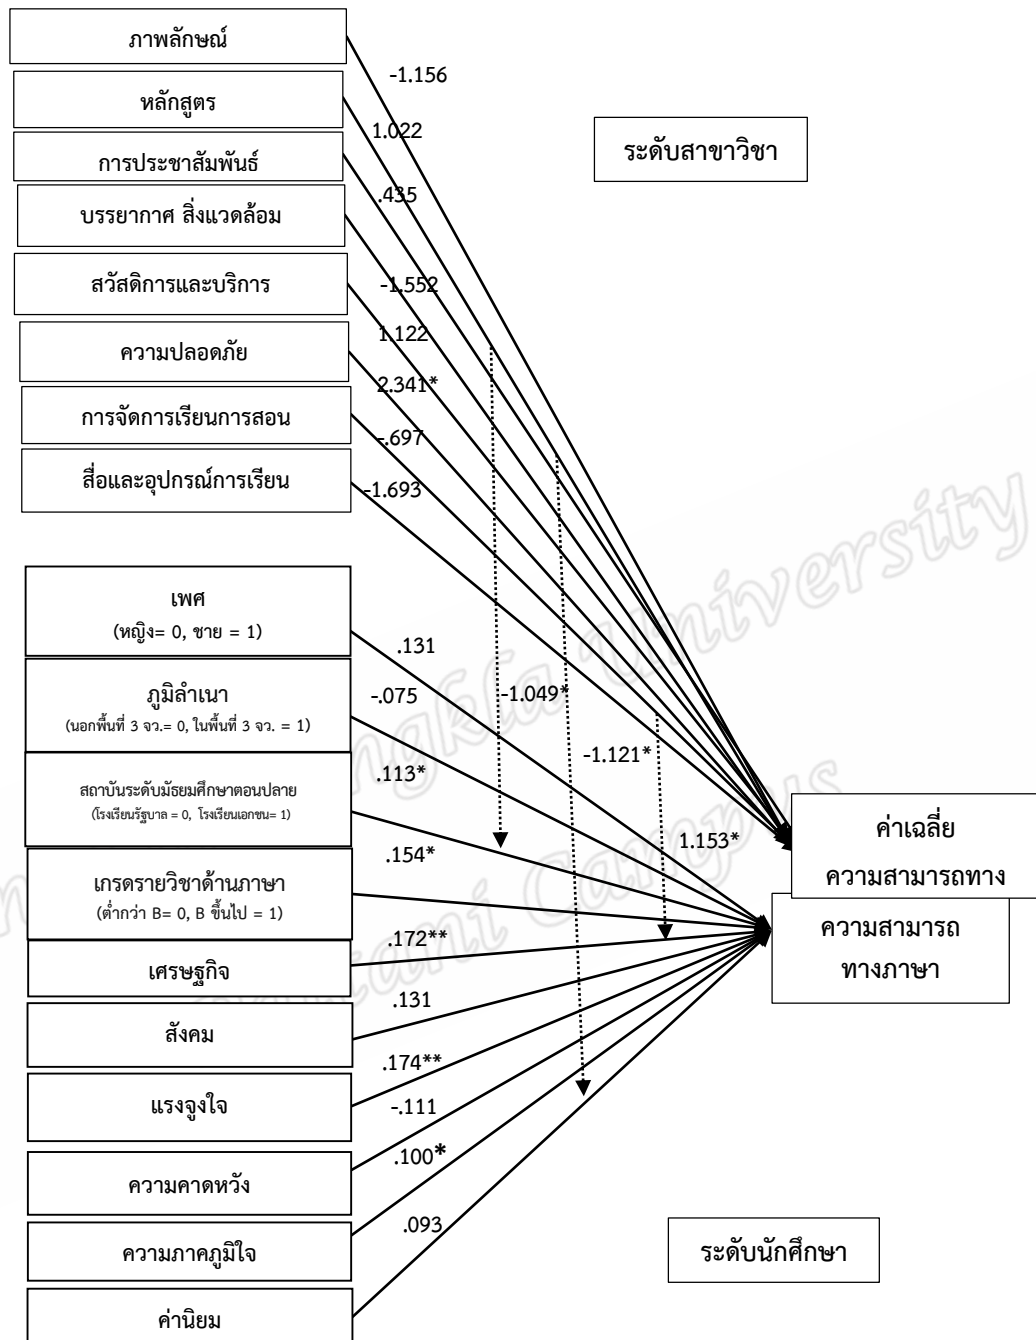 ภาพลักษณ์
-1.156
หลักสูตร
1.022
ระดับสาขาวิชา
การประชาสัมพันธ์
.435
บรรยากาศ สิ่งแวดล้อม
สวัสดิการและบริการ
-1.552
1.122
ความปลอดภัย
2.341*
การจัดการเรียนการสอน
-.697
สื่อและอุปกรณ์การเรียน
-1.693
เพศ
(หญิง= 0, ชาย = 1)
.131
ภูมิลำเนา
(นอกพื้นที่ 3 จว.= 0, ในพื้นที่ 3 จว. = 1)
-.075
-1.049*
-1.121*
.113*
สถาบันระดับมัธยมศึกษาตอนปลาย
(โรงเรียนรัฐบาล = 0, โรงเรียนเอกชน= 1)
1.153*
ค่าเฉลี่ย
ความสามารถทาง
.154*
เกรดรายวิชาด้านภาษา
(ต่ำกว่า B= 0, B ขึ้นไป = 1)
ความสามารถ
ทางภาษา
.172**
เศรษฐกิจ
.131
สังคม
.174**
แรงจูงใจ
-.111
.100*
ความคาดหวัง
.093
ความภาคภูมิใจ
ระดับนักศึกษา
ค่านิยม
ngkla University
ttani Campus